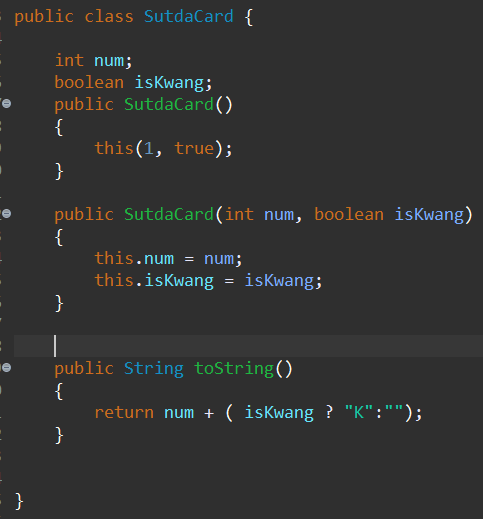 public class SutdaCard {
int num;
boolean isKwang;
public SutdaCard()
{
this(1, true);
}
public SutdaCard(int num, boolean isKwang)
{
this.num = num;
this.isKwang = isKwang;
}
public String toString()
{
return num + ( isKwang ? "K":"");
}
}